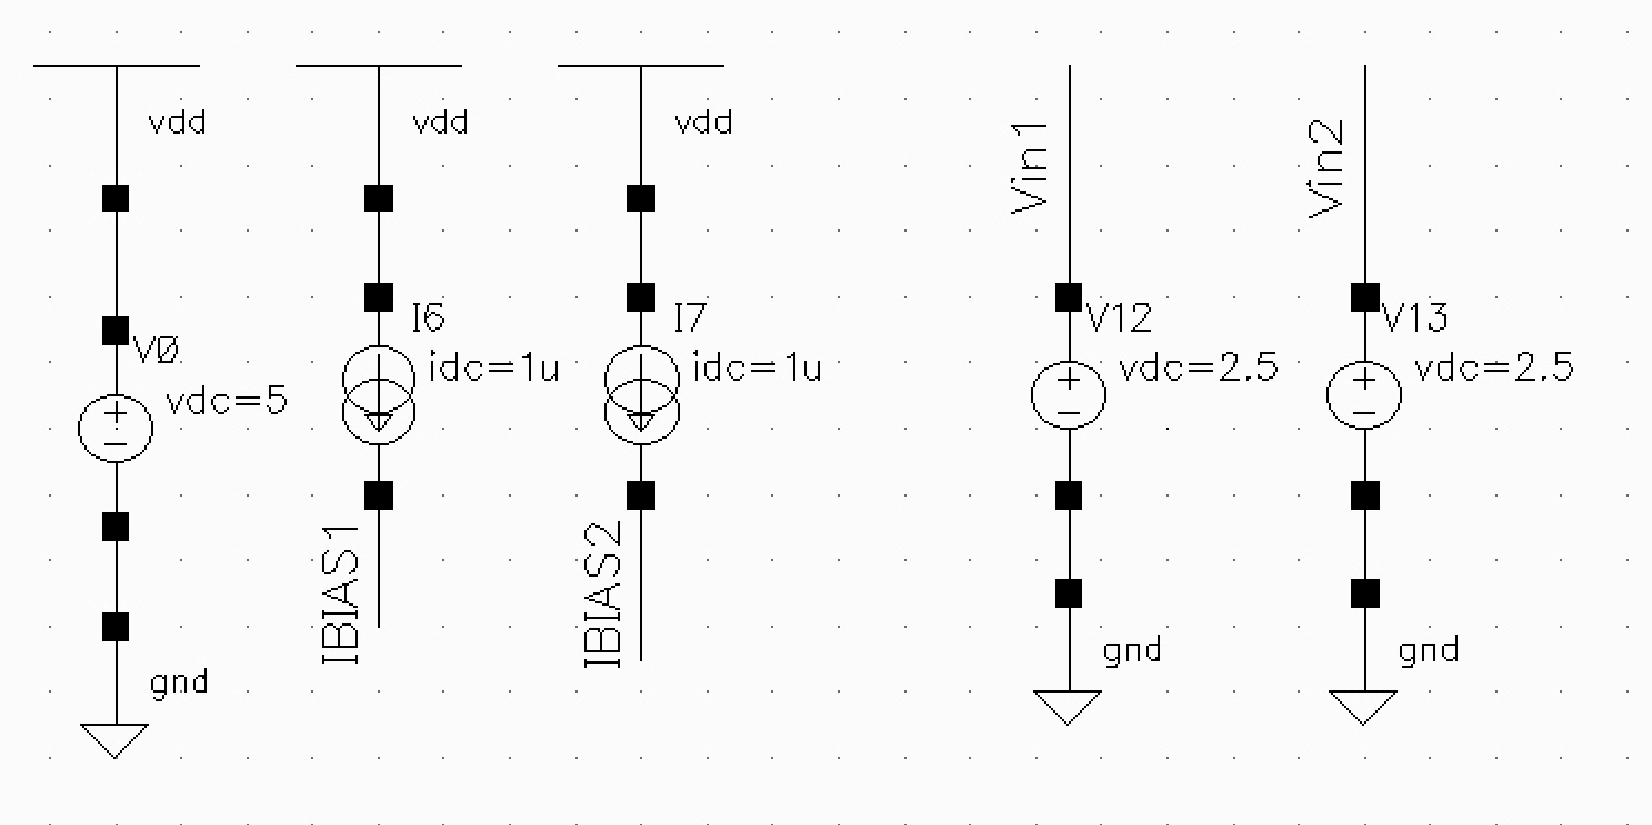 vdd
vdd
vdd
Vin1
Vin2
I6
I7
V12
V13
V0
idc=1u
idc=1u
vdc=2.5
vdc=2.5
vdc=5
+
+
+
−
−
−
IBIAS1
IBIAS2
gnd
gnd
gnd